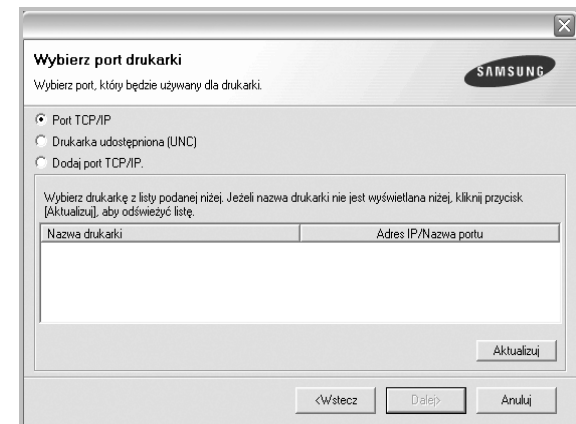 Wybierz port drukarki
Wybierz port, który będzie używany dla drukarki.
SAMSUNG
Port TCP/IP
Drukarka udostępniona (UNC)
Dodaj port TCP/IP.
Wybierz drukarkę z listy podanej niżej. Jeżeli nazwa drukarki nie jest wyświetlana niżej, kliknij przycisk
[Aktualizuj], aby odświeżyć listę.
Nazwa drukarki Adres IP/Nazwa portu
Aktualizuj
<Wstecz Dalej> Anuluj